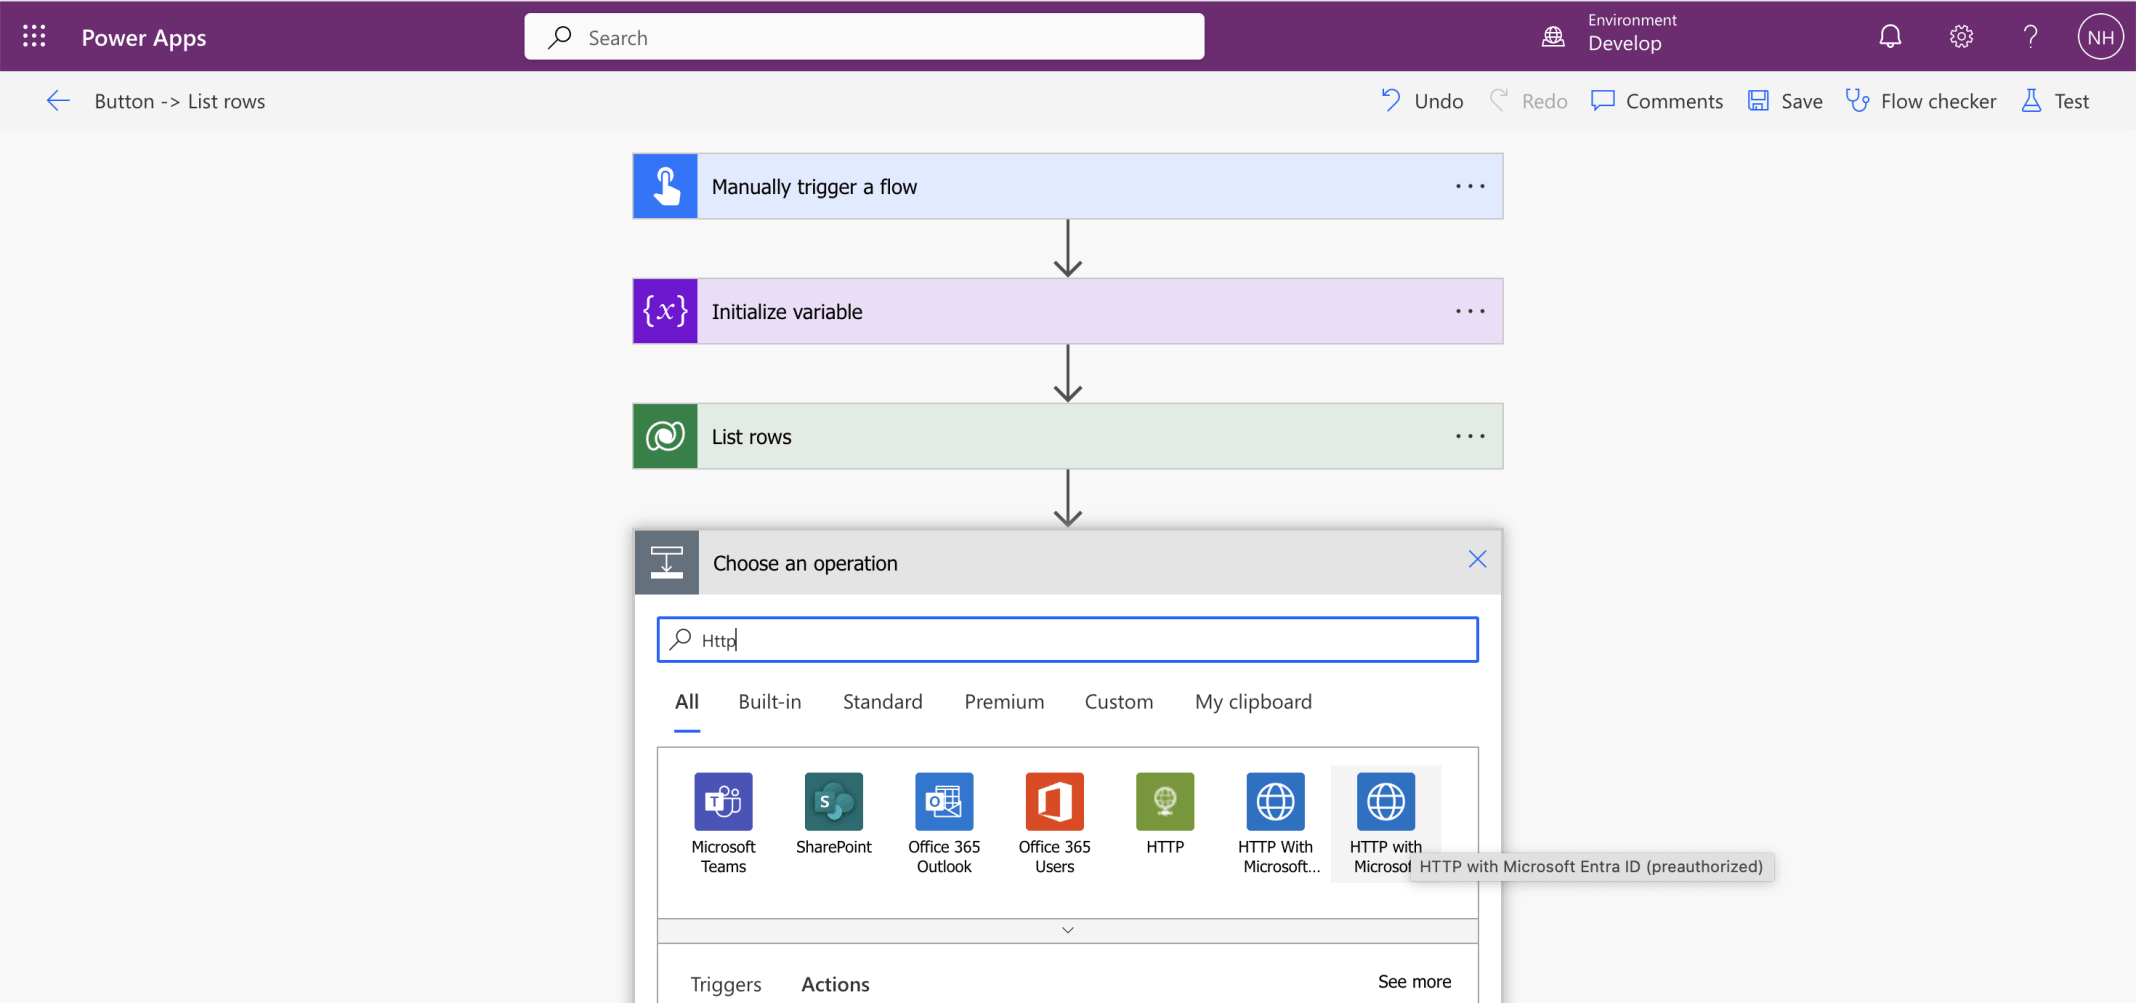 Power Apps
Search
Environment
Develop
?
NH
Button -> List rows
Undo
Redo
Comments
Save
Flow checker
Test
Manually trigger a flow
{x}
Initialize variable
List rows
Choose an operation
Http
All
Built-in
Standard
Premium
Custom
My clipboard
T
Microsoft
Teams
S
SharePoint
O
Office 365
Outlook
Office 365
Users
HTTP
HTTP With
Microsoft...
HTTP with
Microsof
HTTP with Microsoft Entra ID (preauthorized)
Triggers
Actions
See more